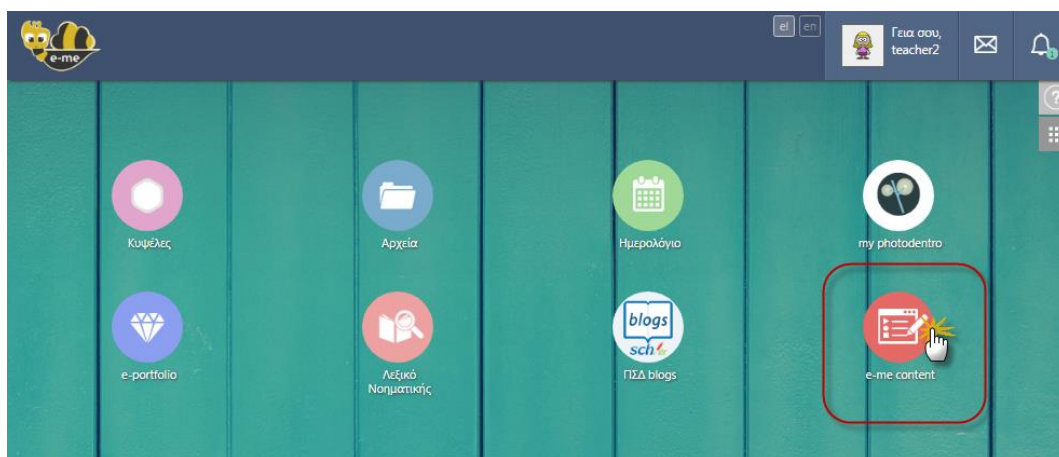 e-me
el en
Γεια σου,
teacher2
1
?
Κυψέλες
Αρχεία
Ημερολόγιο
my photodentro
blogs
sch
e-portfolio
Λεξικό
Νοηματικής
ΠΣΔ blogs
e-me content